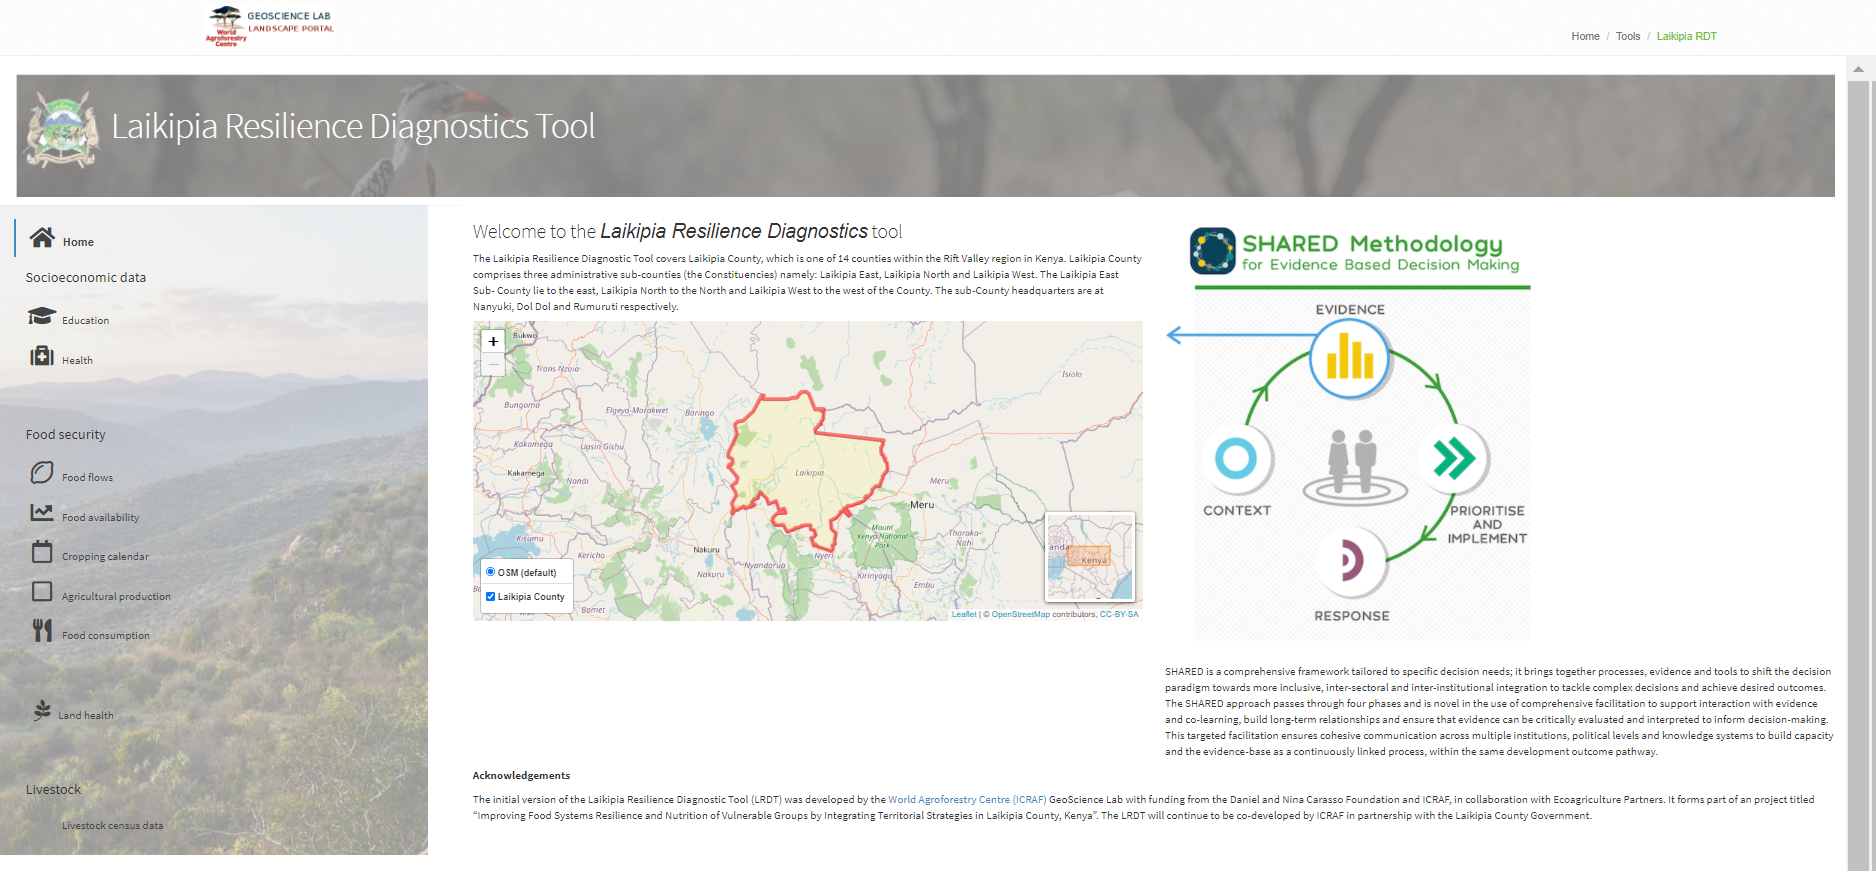 GEOSCIENCE LAB
LANDSCAPE PORTAL
World
Agroforestry
Centre
Home / Tools / Laikipia RDT
Laikipia Resilience Diagnostics Tool
Home
Socioeconomic data
Education
Health
Food security
Food flows
Food availability
Cropping calendar
Agricultural production
Food consumption
Land health
Livestock
Livestock census data
Welcome to the Laikipia Resilience Diagnostics tool
The Laikipia Resilience Diagnostic Tool covers Laikipia County, which is one of 14 counties within the Rift Valley region in Kenya. Laikipia County
comprises three administrative sub-counties (the Constituencies) namely: Laikipia East, Laikipia North and Laikipia West. The Laikipia East
Sub- County lie to the east, Laikipia North to the North and Laikipia West to the west of the County. The sub-County headquarters are at
Nanyuki, Dol Dol and Rumuruti respectively.
+
−
Bukwo
Trans Nzoia
Isiolo
Bungoma
Elgeyo-Marakwet
Baringo
Kakamega
Uasin Gishu
Kakamega
Nandi
Laikipia
Meru
Meru
Mount
Kenya National
Park
Tharaka-
Nithi
Kisumu
Kericho
Nakuru
Nyeri
Nyandarua
Nakuru
Kirinyaga
Embu
Bomet
anda
Kenya
OSM (default)
Laikipia County
Leaflet | © OpenStreetMap contributors, CC-BY-SA
SHARED Methodology
for Evidence Based Decision Making
EVIDENCE
CONTEXT
PRIORITISE
AND
IMPLEMENT
RESPONSE
SHARED is a comprehensive framework tailored to specific decision needs; it brings together processes, evidence and tools to shift the decision
paradigm towards more inclusive, inter-sectoral and inter-institutional integration to tackle complex decisions and achieve desired outcomes.
The SHARED approach passes through four phases and is novel in the use of comprehensive facilitation to support interaction with evidence
and co-learning, build long-term relationships and ensure that evidence can be critically evaluated and interpreted to inform decision-making.
This targeted facilitation ensures cohesive communication across multiple institutions, political levels and knowledge systems to build capacity
and the evidence-base as a continuously linked process, within the same development outcome pathway.
Acknowledgements
The initial version of the Laikipia Resilience Diagnostic Tool (LRDT) was developed by the World Agroforestry Centre (ICRAF) GeoScience Lab with funding from the Daniel and Nina Carasso Foundation and ICRAF, in collaboration with Ecoagriculture Partners. It forms part of an project titled
“Improving Food Systems Resilience and Nutrition of Vulnerable Groups by Integrating Territorial Strategies in Laikipia County, Kenya”. The LRDT will continue to be co-developed by ICRAF in partnership with the Laikipia County Government.